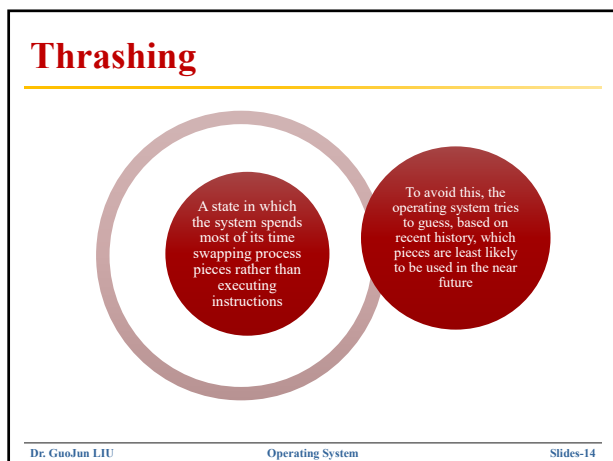 Thrashing
A state in which
the system spends
most of its time
swapping process
pieces rather than
executing
instructions
To avoid this, the
operating system tries
to guess, based on
recent history, which
pieces are least likely
to be used in the near
future
Dr. GuoJun LIU
Operating System
Slides-14